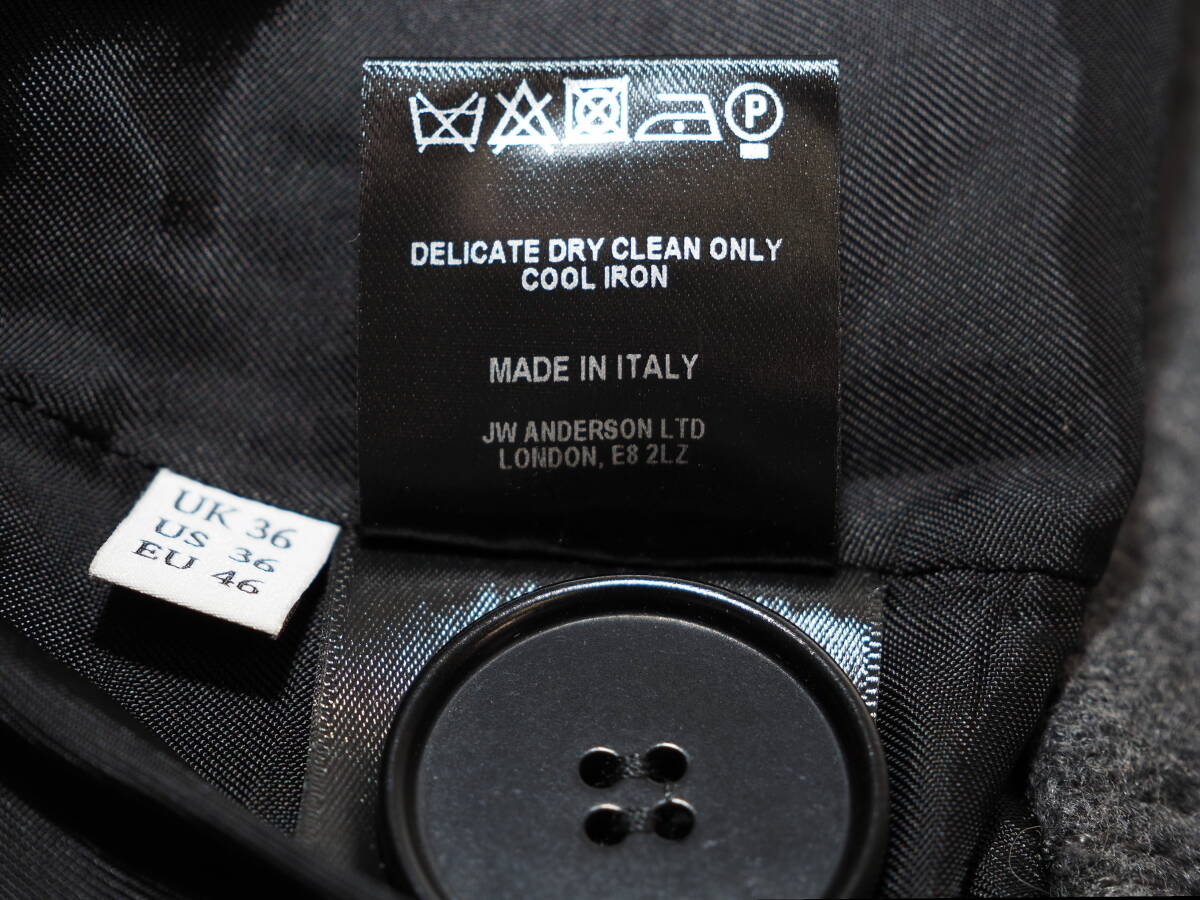 P
DELICATE DRY CLEAN ONLY
COOL IRON
MADE IN ITALY
JW ANDERSON LTD
LONDON, E8 2LZ
UK 36
US 36
EU 46